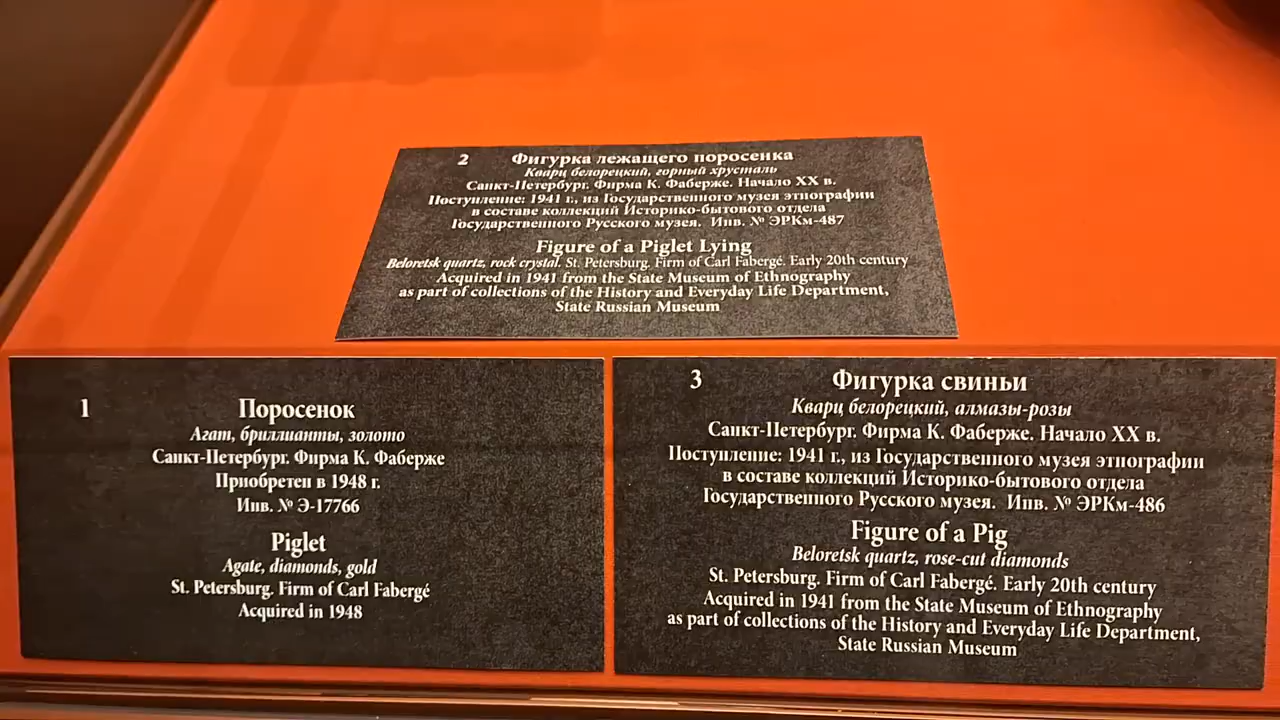 2 Фигурка лежащего поросенка
Кварц белорецкий, горный хрусталь
Санкт-Петербург. Фирма К. Фаберже. Начало XX в.
Поступление: 1941 г., из Государственного музея этнографии
в составе коллекций Историко-бытового отдела
Государственного Русского музея. Инв. № ЭРКм-487
Figure of a Piglet Lying
Beloretsk quartz, rock crystal. St. Petersburg. Firm of Carl Fabergé. Early 20th century
Acquired in 1941 from the State Museum of Ethnography
as part of collections of the History and Everyday Life Department,
State Russian Museum
1 Поросенок
Агат, бриллианты, золото
Санкт-Петербург. Фирма К. Фаберже
Приобретен в 1948 г.
Инв. № Э-17766
Piglet
Agate, diamonds, gold
St. Petersburg. Firm of Carl Fabergé
Acquired in 1948
3 Фигурка свиньи
Кварц белорецкий, алмазы-розы
Санкт-Петербург. Фирма К. Фаберже. Начало XX в.
Поступление: 1941 г., из Государственного музея этнографии
в составе коллекций Историко-бытового отдела
Государственного Русского музея. Инв. № ЭРКм-486
Figure of a Pig
Beloretsk quartz, rose-cut diamonds
St. Petersburg. Firm of Carl Fabergé. Early 20th century
Acquired in 1941 from the State Museum of Ethnography
as part of collections of the History and Everyday Life Department,
State Russian Museum